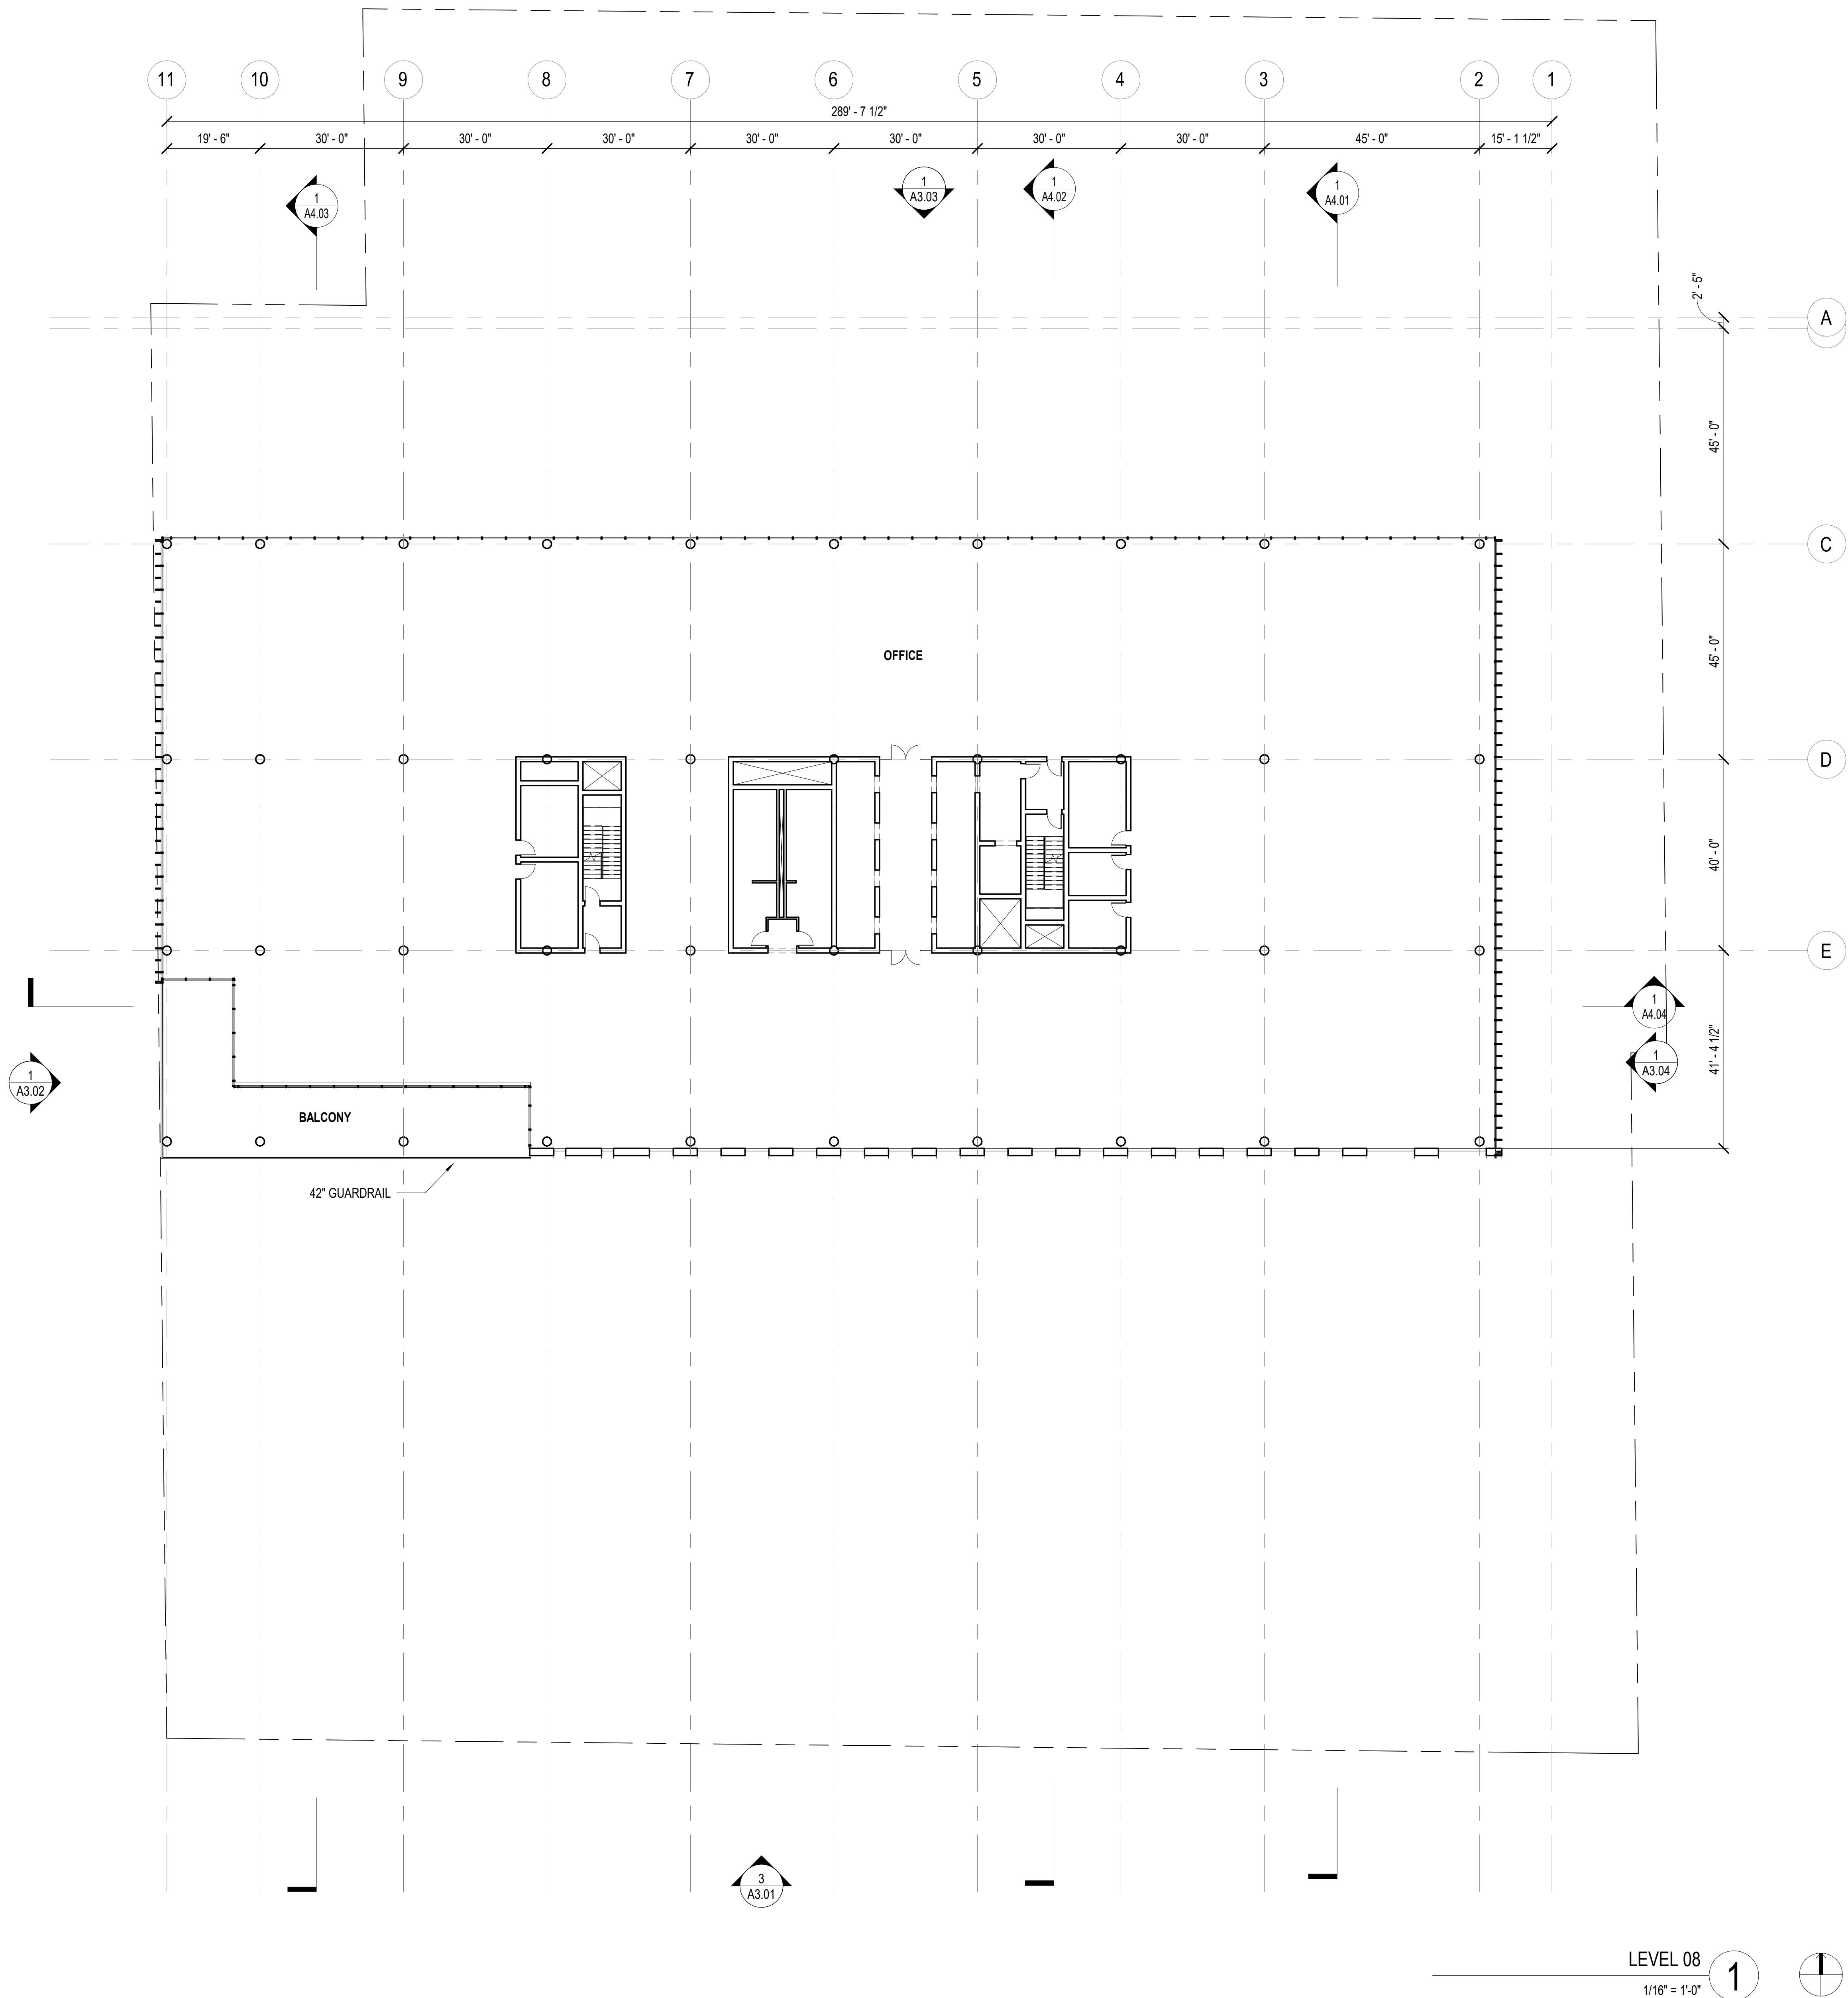 11 10 9 8 7 6 5 4 3 2 1
289' - 7 1/2"
19' - 6" 30' - 0" 30' - 0" 30' - 0" 30' - 0" 30' - 0" 30' - 0" 30' - 0" 45' - 0" 15' - 1 1/2"
1
A4.03
1
A3.03
1
A4.02
1
A4.01
2' - 5"
A
45' - 0"
C
45' - 0"
OFFICE
D
40' - 0"
E
1
A4.04
41' - 4 1/2"
1
A3.04
1
A3.02
BALCONY
42" GUARDRAIL
3
A3.01
LEVEL 08
1
1/16" = 1'-0"